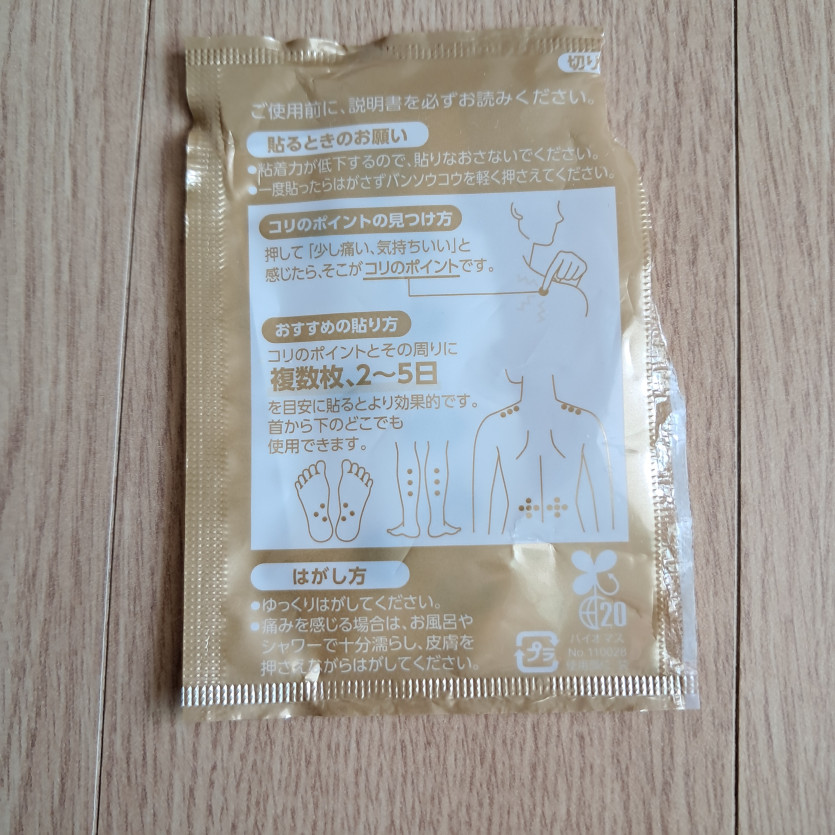 切り
ご使用前に、説明書を必ずお読みください。
貼るときのお願い
●粘着力が低下するので、貼りなおさないでください。
●一度貼ったらはがさずバンソウコウを軽く押さえてください。
コリのポイントの見つけ方
押して「少し痛い、気持ちいい」と
感じたら、そこがコリのポイントです。
おすすめの貼り方
コリのポイントとその周りに
複数枚、2〜5日
を目安に貼るとより効果的です。
首から下のどこでも
使用できます。
はがし方
●ゆっくりはがしてください。
●痛みを感じる場合は、お風呂や
シャワーで十分濡らし、皮膚を
押さえながらはがしてください。
プラ
20
バイオマス
No.110028